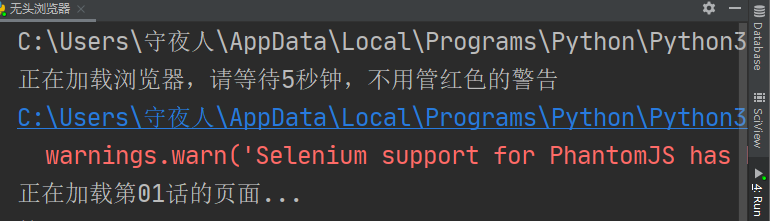 无头浏览器
C:\Users\守夜人\AppData\Local\Programs\Python\Python3
正在加载浏览器，请等待5秒钟，不用管红色的警告
C:\Users\守夜人\AppData\Local\Programs\Python\Python3
warnings.warn('Selenium support for PhantomJS has
正在加载第01话的页面...
Database
SciView
4: Run